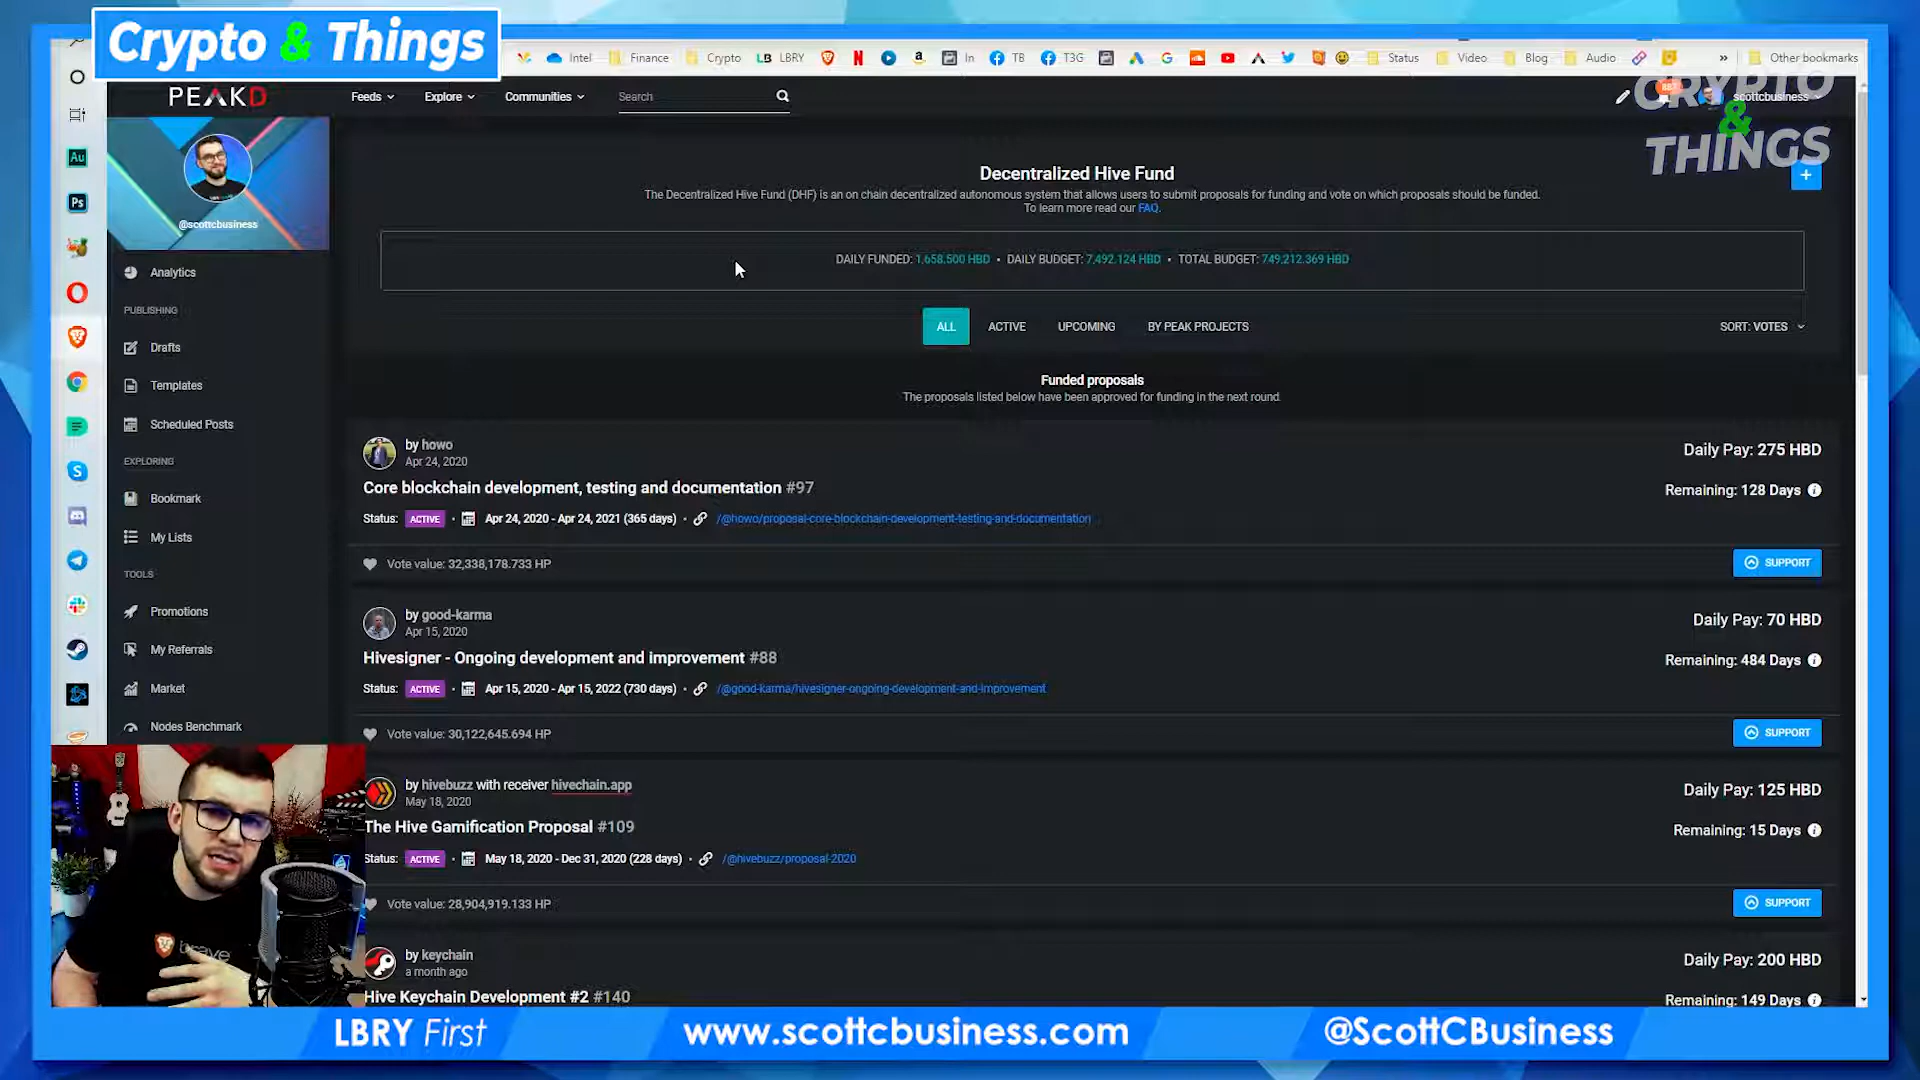 Crypto & Things
Intel
Finance
Crypto
LB LBRY
In
TB
T3G
Status
Video
Blog
Audio
»
Other bookmarks
PEAKD
Feeds
Explore
Communities
Search
scottcbusiness
CRYPTO
&
THINGS
@scottcbusiness
Analytics
PUBLISHING
Drafts
Templates
Scheduled Posts
EXPLORING
Bookmark
My Lists
TOOLS
Promotions
My Referrals
Market
Nodes Benchmark
Au
Ps
Decentralized Hive Fund
The Decentralized Hive Fund (DHF) is an on chain decentralized autonomous system that allows users to submit proposals for funding and vote on which proposals should be funded.
To learn more read our FAQ.
DAILY FUNDED: 1,658.500 HBD • DAILY BUDGET: 7,492.124 HBD • TOTAL BUDGET: 749,212.369 HBD
ALL
ACTIVE
UPCOMING
BY PEAK PROJECTS
SORT: VOTES
Funded proposals
The proposals listed below have been approved for funding in the next round.
by howo
Apr 24, 2020
Daily Pay: 275 HBD
Core blockchain development, testing and documentation #97
Remaining: 128 Days
Status: ACTIVE · Apr 24, 2020 - Apr 24, 2021 (365 days) · /@howo/proposal-core-blockchain-development-testing-and-documentation
Vote value: 32,338,178.733 HP
SUPPORT
by good-karma
Apr 15, 2020
Daily Pay: 70 HBD
Hivesigner - Ongoing development and improvement #88
Remaining: 484 Days
Status: ACTIVE · Apr 15, 2020 - Apr 15, 2022 (730 days) · /@good-karma/hivesigner-ongoing-development-and-improvement
Vote value: 30,122,645.694 HP
SUPPORT
by hivebuzz with receiver hivechain.app
May 18, 2020
Daily Pay: 125 HBD
The Hive Gamification Proposal #109
Remaining: 15 Days
Status: ACTIVE · May 18, 2020 - Dec 31, 2020 (228 days) · /@hivebuzz/proposal-2020
Vote value: 28,904,919.133 HP
SUPPORT
by keychain
a month ago
Daily Pay: 200 HBD
Hive Keychain Development #2 #140
Remaining: 149 Days
brave
LBRY First
www.scottcbusiness.com
@ScottCBusiness